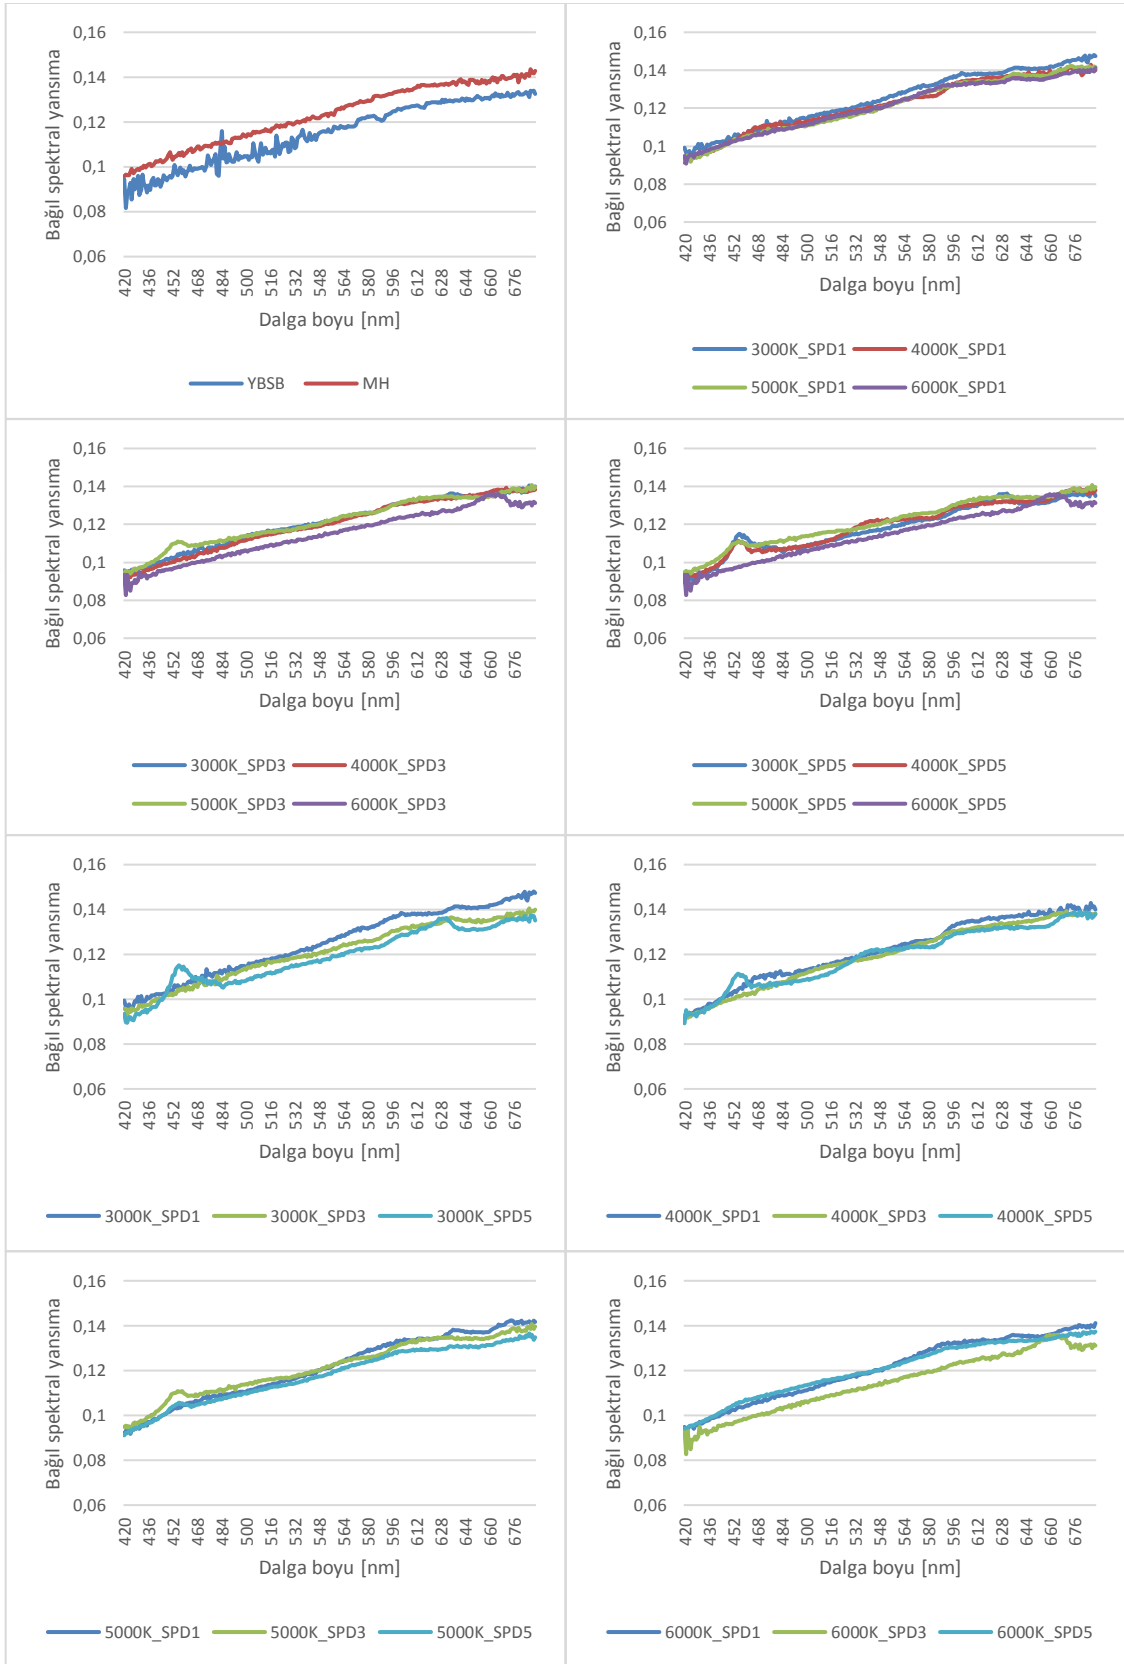 0,16
0,14
0,12
0,1
0,08
0,06
Bağıl spektral yansıma
420 436 452 468 484 500 516 532 548 564 580 596 612 628 644 660 676
Dalga boyu [nm]
YBSB MH
0,16
0,14
0,12
0,1
0,08
0,06
Bağıl spektral yansıma
420 436 452 468 484 500 516 532 548 564 580 596 612 628 644 660 676
Dalga boyu [nm]
3000K_SPD1 4000K_SPD1
5000K_SPD1 6000K_SPD1
0,16
0,14
0,12
0,1
0,08
0,06
Bağıl spektral yansıma
420 436 452 468 484 500 516 532 548 564 580 596 612 628 644 660 676
Dalga boyu [nm]
3000K_SPD3 4000K_SPD3
5000K_SPD3 6000K_SPD3
0,16
0,14
0,12
0,1
0,08
0,06
Bağıl spektral yansıma
420 436 452 468 484 500 516 532 548 564 580 596 612 628 644 660 676
Dalga boyu [nm]
3000K_SPD5 4000K_SPD5
5000K_SPD5 6000K_SPD5
0,16
0,14
0,12
0,1
0,08
0,06
Bağıl spektral yansıma
420 436 452 468 484 500 516 532 548 564 580 596 612 628 644 660 676
Dalga boyu [nm]
3000K_SPD1 3000K_SPD3 3000K_SPD5
0,16
0,14
0,12
0,1
0,08
0,06
Bağıl spektral yansıma
420 436 452 468 484 500 516 532 548 564 580 596 612 628 644 660 676
Dalga boyu [nm]
4000K_SPD1 4000K_SPD3 4000K_SPD5
0,16
0,14
0,12
0,1
0,08
0,06
Bağıl spektral yansıma
420 436 452 468 484 500 516 532 548 564 580 596 612 628 644 660 676
Dalga boyu [nm]
5000K_SPD1 5000K_SPD3 5000K_SPD5
0,16
0,14
0,12
0,1
0,08
0,06
Bağıl spektral yansıma
420 436 452 468 484 500 516 532 548 564 580 596 612 628 644 660 676
Dalga boyu [nm]
6000K_SPD1 6000K_SPD3 6000K_SPD5